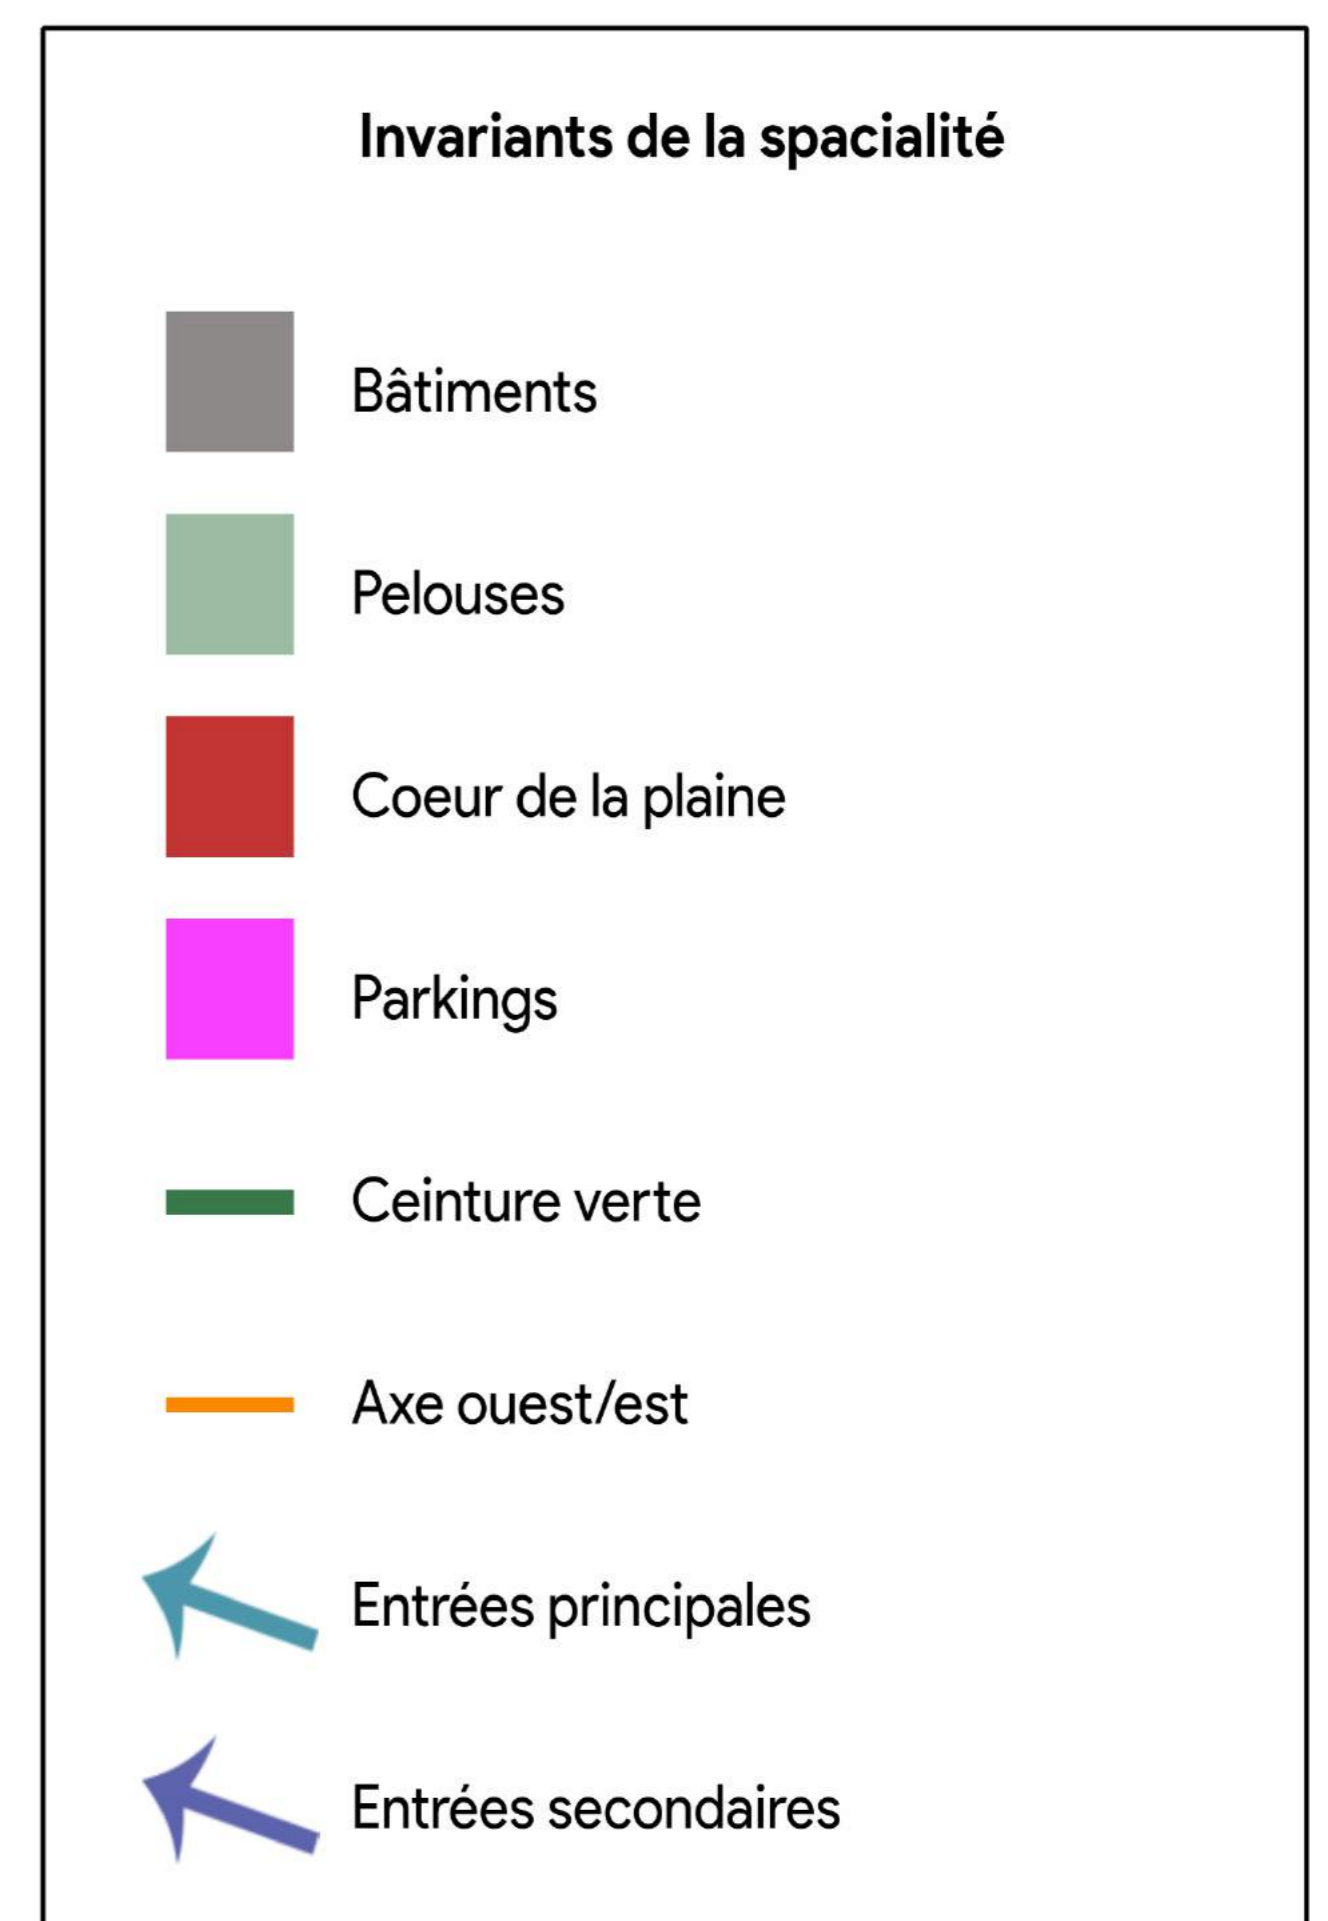 Invariants de la spacialité
Bâtiments
Pelouses
Coeur de la plaine
Parkings
Ceinture verte
Axe ouest/est
Entrées principales
Entrées secondaires